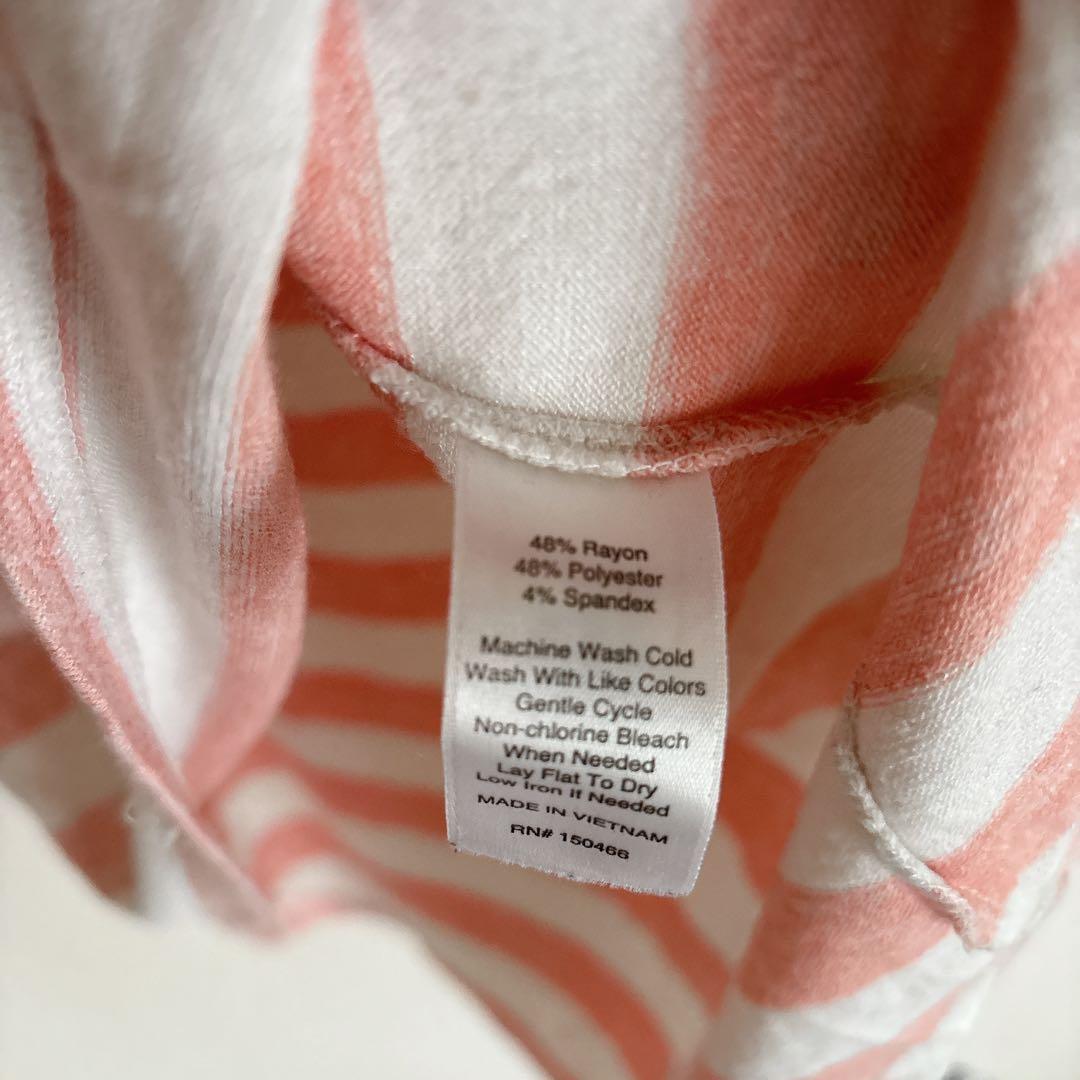 48% Rayon
48% Polyester
4% Spandex
Machine Wash Cold
Wash With Like Colors
Gentle Cycle
Non-chlorine Bleach
When Needed
Lay Flat To Dry
Low Iron If Needed
MADE IN VIETNAM
RN# 150466